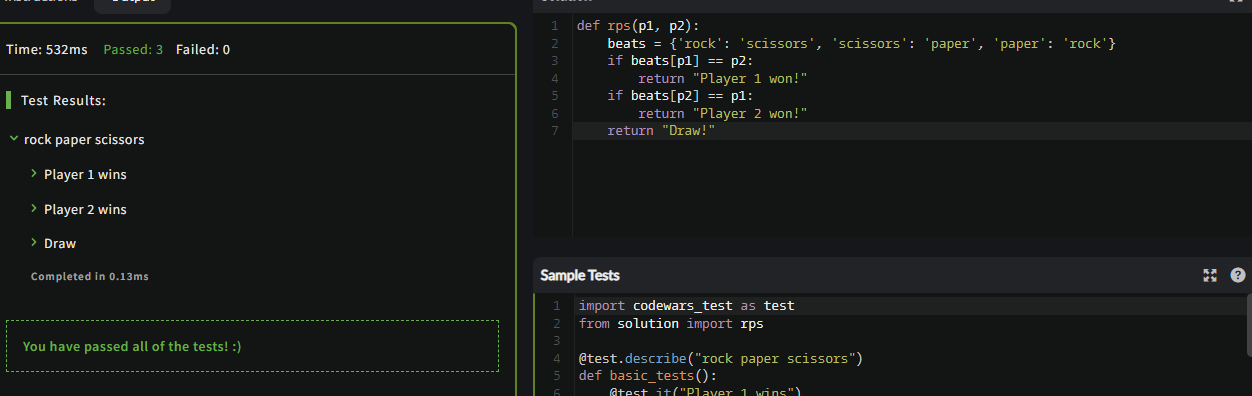 Instructions Output
Time: 532ms Passed: 3 Failed: 0
Test Results:
rock paper scissors
Player 1 wins
Player 2 wins
Draw
Completed in 0.13ms
You have passed all of the tests! :)
Solution
1 def rps(p1, p2):
2 beats = {'rock': 'scissors', 'scissors': 'paper', 'paper': 'rock'}
3 if beats[p1] == p2:
4 return "Player 1 won!"
5 if beats[p2] == p1:
6 return "Player 2 won!"
7 return "Draw!"
Sample Tests
1 import codewars_test as test
2 from solution import rps
3
4 @test.describe("rock paper scissors")
5 def basic_tests():
6 @test.it("Player 1 wins")